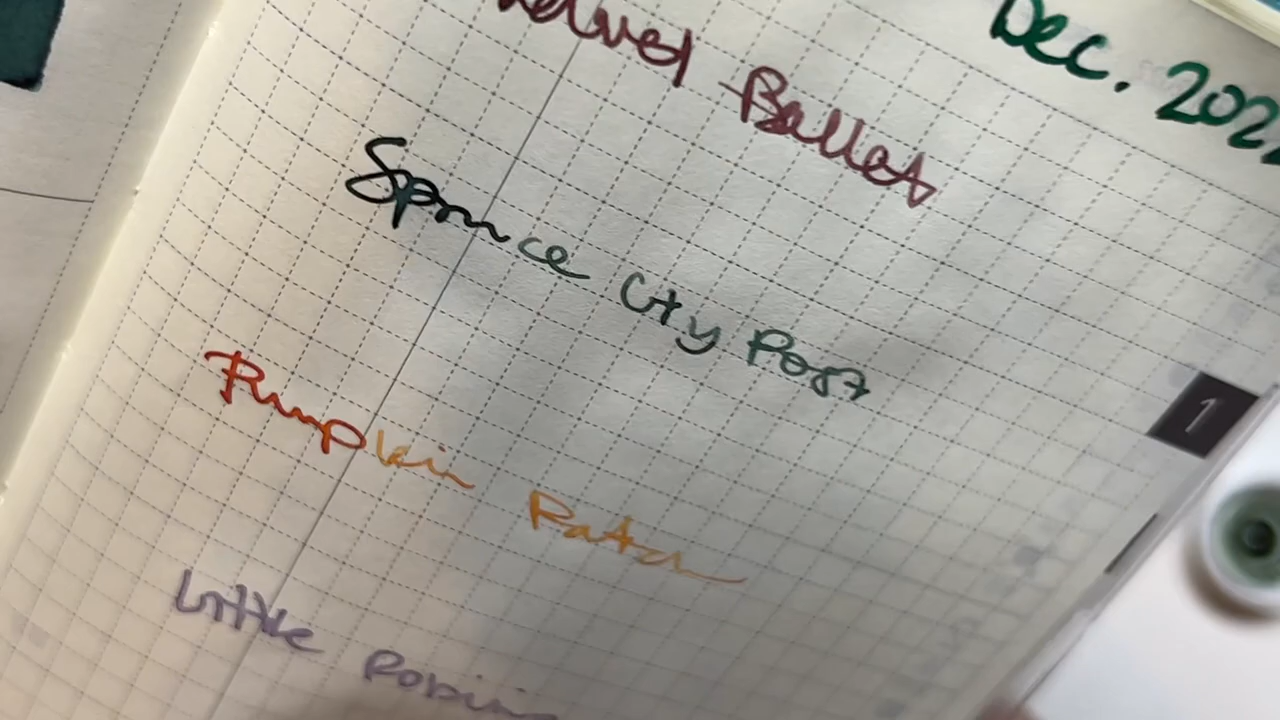 Dec. 202
Velvet Ballet
Spruce City Post
Pumpkin Patch
1
Little Robin